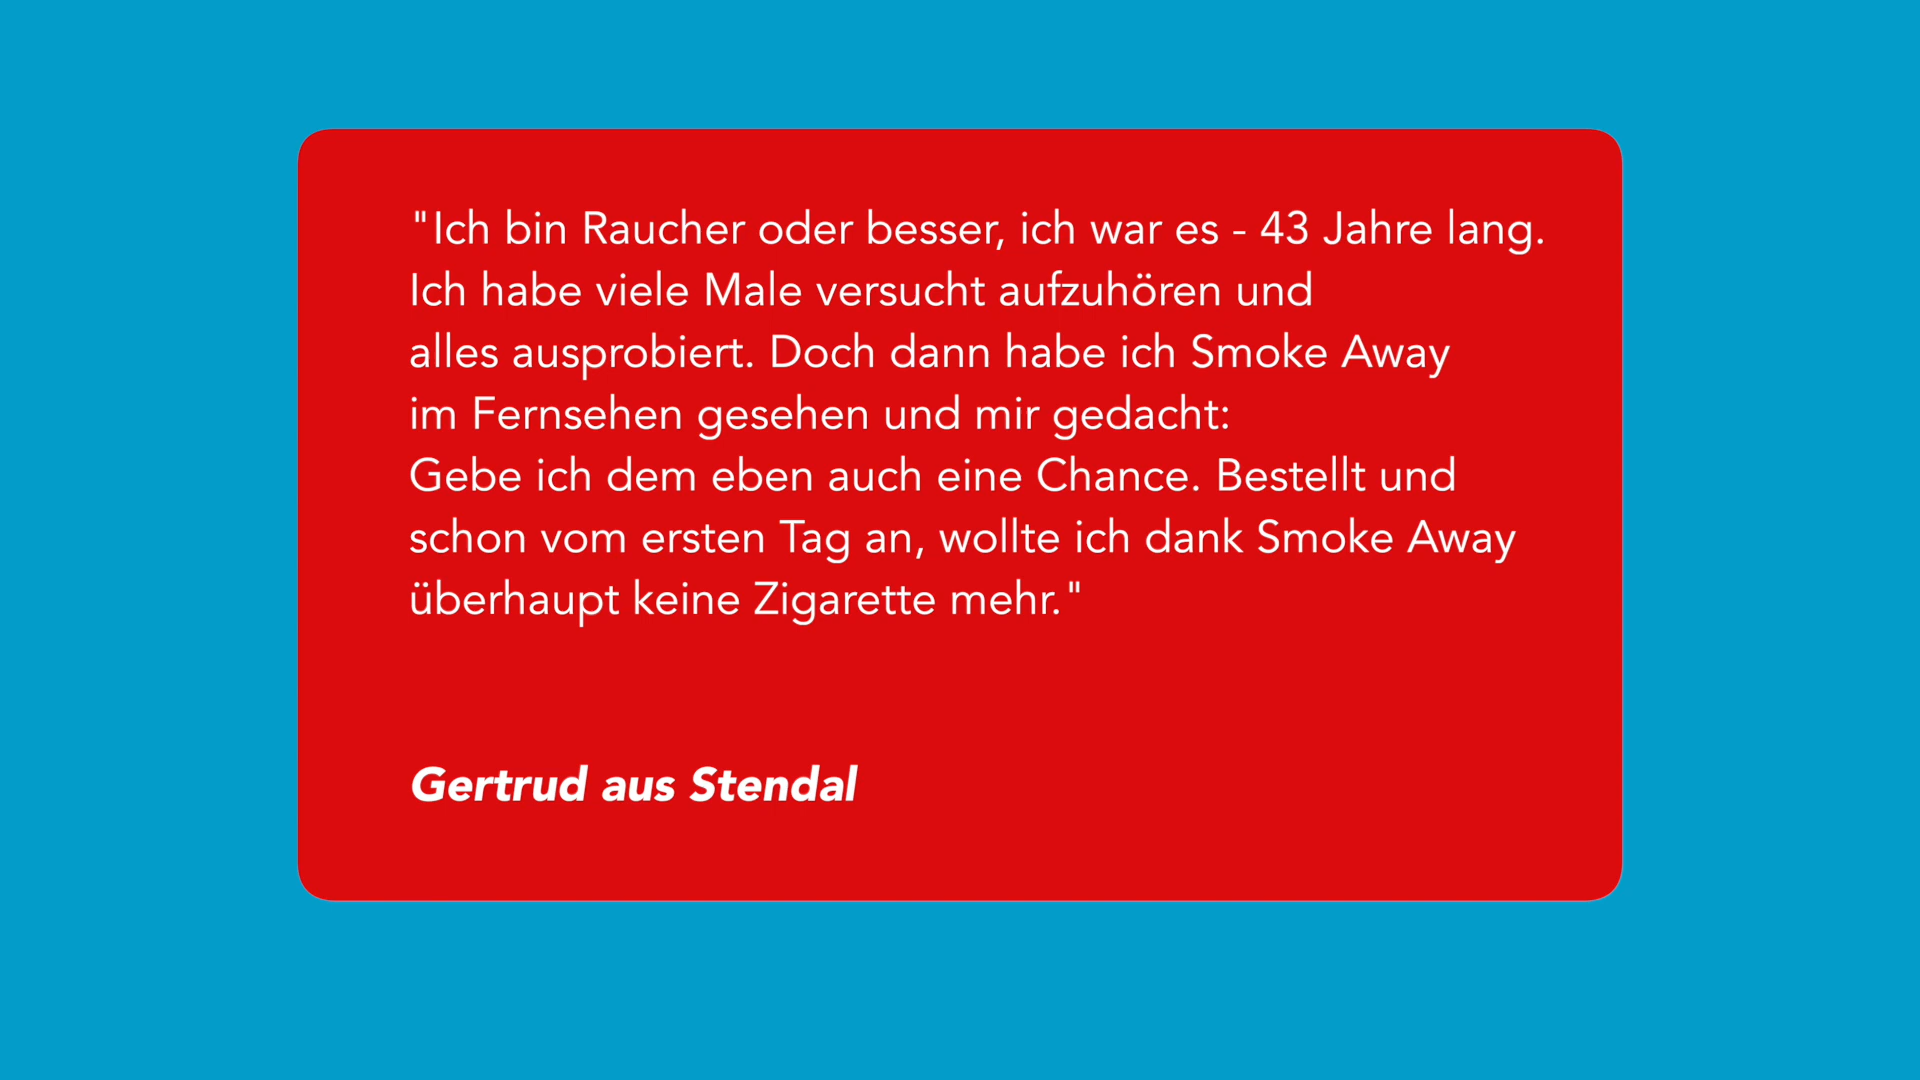 "Ich bin Raucher oder besser, ich war es - 43 Jahre lang.
Ich habe viele Male versucht aufzuhören und
alles ausprobiert. Doch dann habe ich Smoke Away
im Fernsehen gesehen und mir gedacht:
Gebe ich dem eben auch eine Chance. Bestellt und
schon vom ersten Tag an, wollte ich dank Smoke Away
überhaupt keine Zigarette mehr."
Gertrud aus Stendal